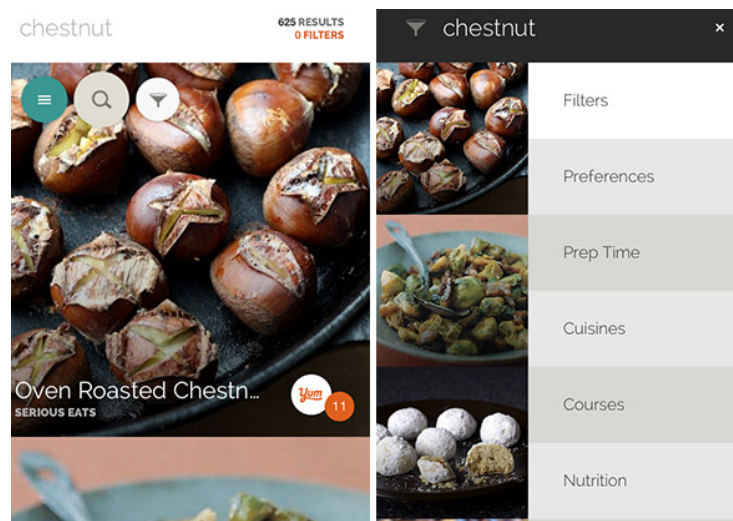 chestnut
625 RESULTS
0 FILTERS
Oven Roasted Chestn...
SERIOUS EATS
Yum
11
chestnut
Filters
Preferences
Prep Time
Cuisines
Courses
Nutrition